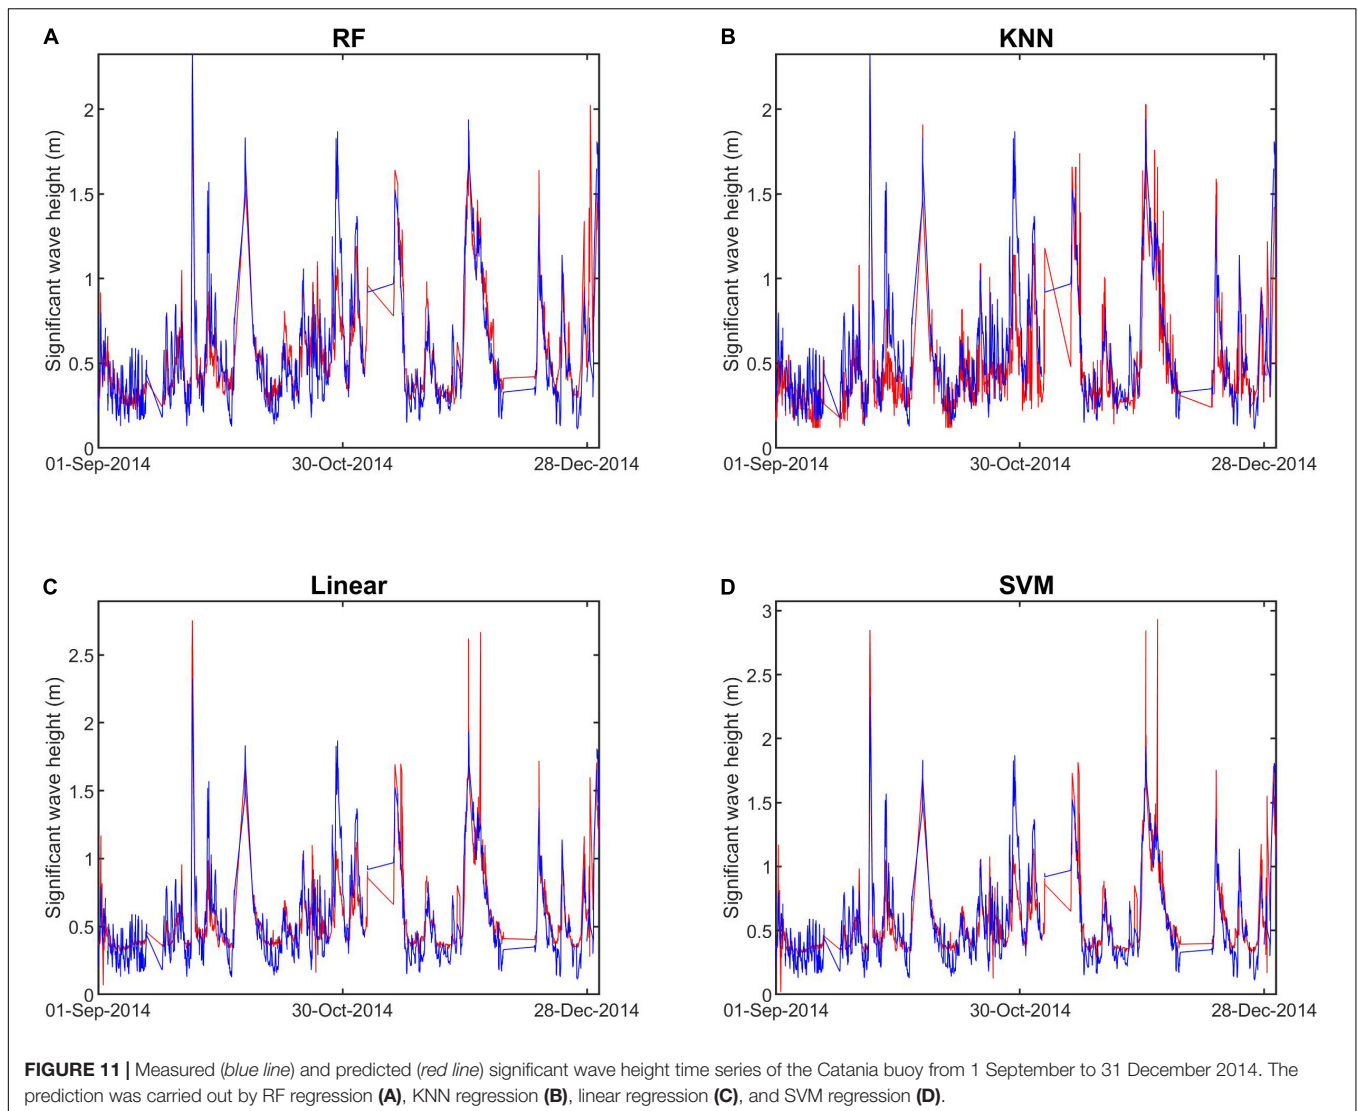 A
RF
Significant wave height (m)
2
1.5
1
0.5
0
01-Sep-2014 30-Oct-2014 28-Dec-2014
B
KNN
Significant wave height (m)
2
1.5
1
0.5
0
01-Sep-2014 30-Oct-2014 28-Dec-2014
C
Linear
Significant wave height (m)
2.5
2
1.5
1
0.5
0
01-Sep-2014 30-Oct-2014 28-Dec-2014
D
SVM
Significant wave height (m)
3
2.5
2
1.5
1
0.5
0
01-Sep-2014 30-Oct-2014 28-Dec-2014
FIGURE 11 | Measured (blue line) and predicted (red line) significant wave height time series of the Catania buoy from 1 September to 31 December 2014. The
prediction was carried out by RF regression (A), KNN regression (B), linear regression (C), and SVM regression (D).